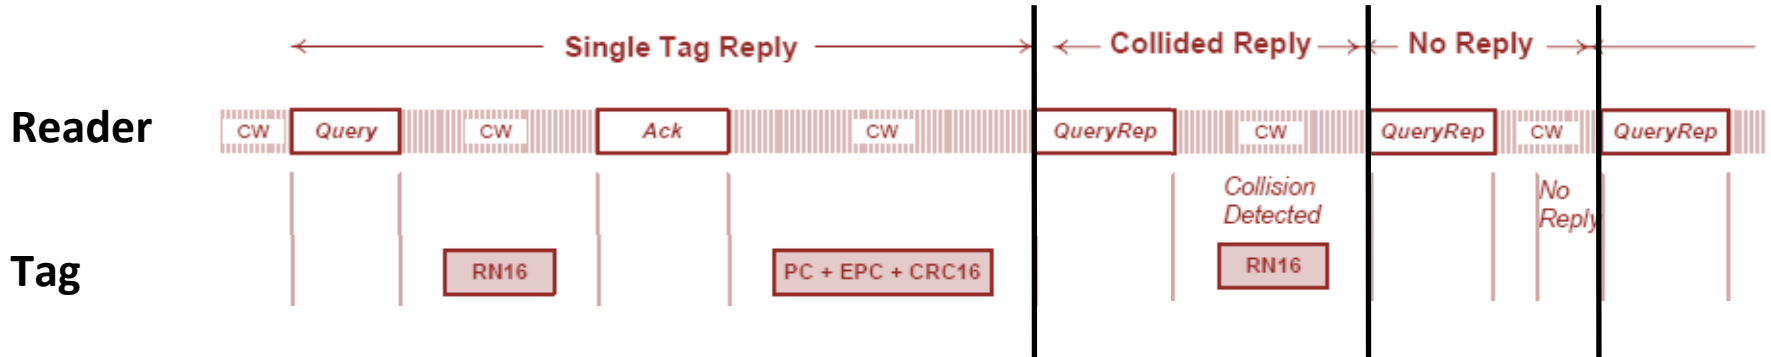 Single Tag Reply Collided Reply No Reply
Reader CW Query CW Ack CW QueryRep CW QueryRep CW QueryRep
Collision
Detected
No
Reply
Tag RN16 PC + EPC + CRC16 RN16